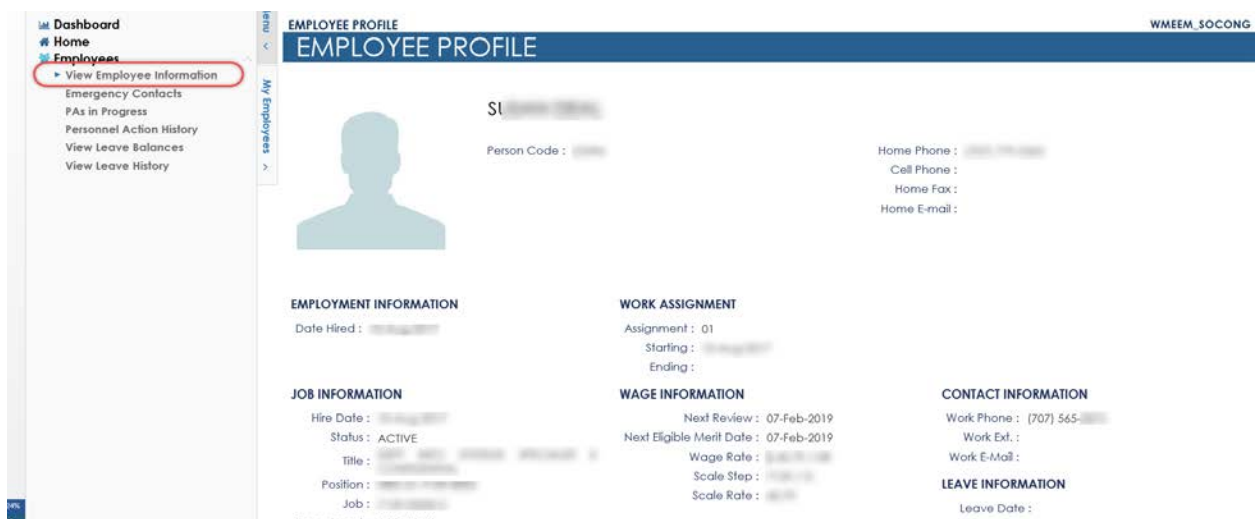 Dashboard
Home
Employees
View Employee Information
Emergency Contacts
PAs in Progress
Personnel Action History
View Leave Balances
View Leave History
My Employees
EMPLOYEE PROFILE
WMEEM_SOCONG
EMPLOYEE PROFILE
Person Code :
Home Phone :
Cell Phone :
Home Fax :
Home E-mail :
EMPLOYMENT INFORMATION
Date Hired :
WORK ASSIGNMENT
Assignment : 01
Starting :
Ending :
JOB INFORMATION
Hire Date :
Status : ACTIVE
Title :
Position :
Job :
WAGE INFORMATION
Next Review : 07-Feb-2019
Next Eligible Merit Date : 07-Feb-2019
Wage Rate :
Scale Step :
Scale Rate :
CONTACT INFORMATION
Work Phone : (707) 565-
Work Ext. :
Work E-Mail :
LEAVE INFORMATION
Leave Date :